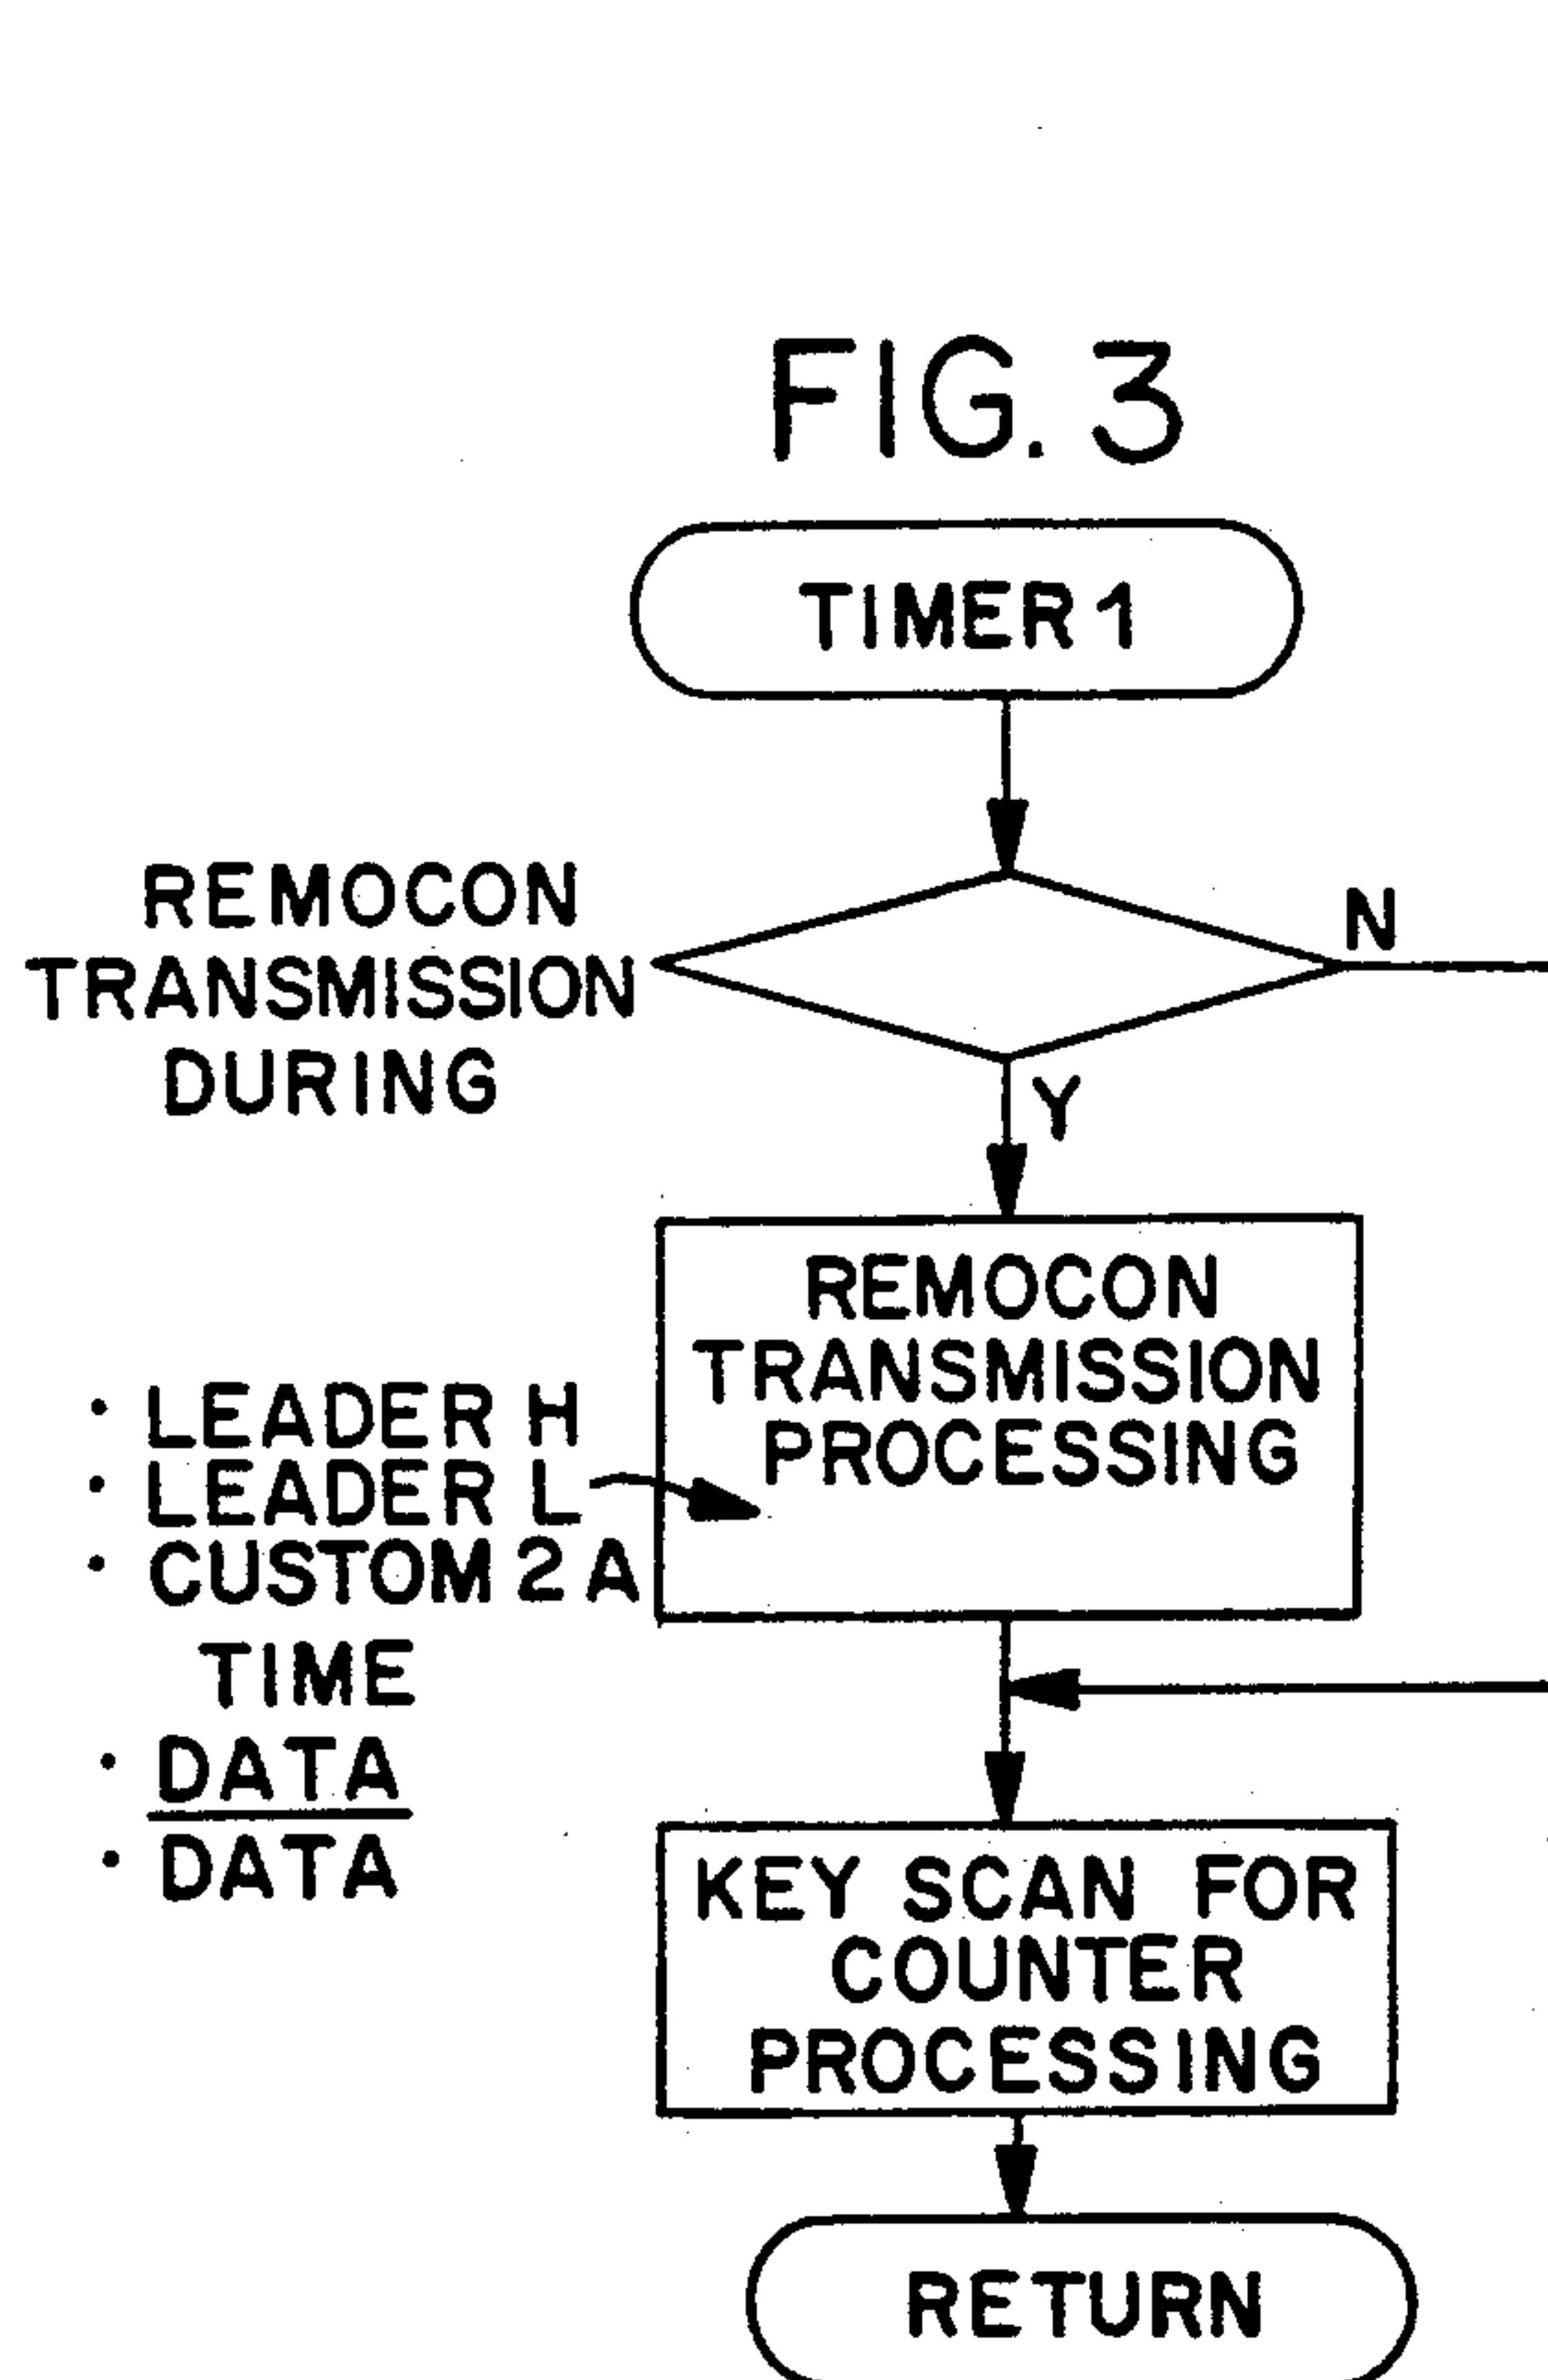 FIG. 3
TIMER 1
REMOCON
TRANSMISSION
DURING
N
Y
REMOCON
TRANSMISSION
PROCESSING
· LEADER H
· LEADER L
· CUSTOM 2 A
TIME
· DATA
· DATA
KEY SCAN FOR
COUNTER
PROCESSING
RETURN